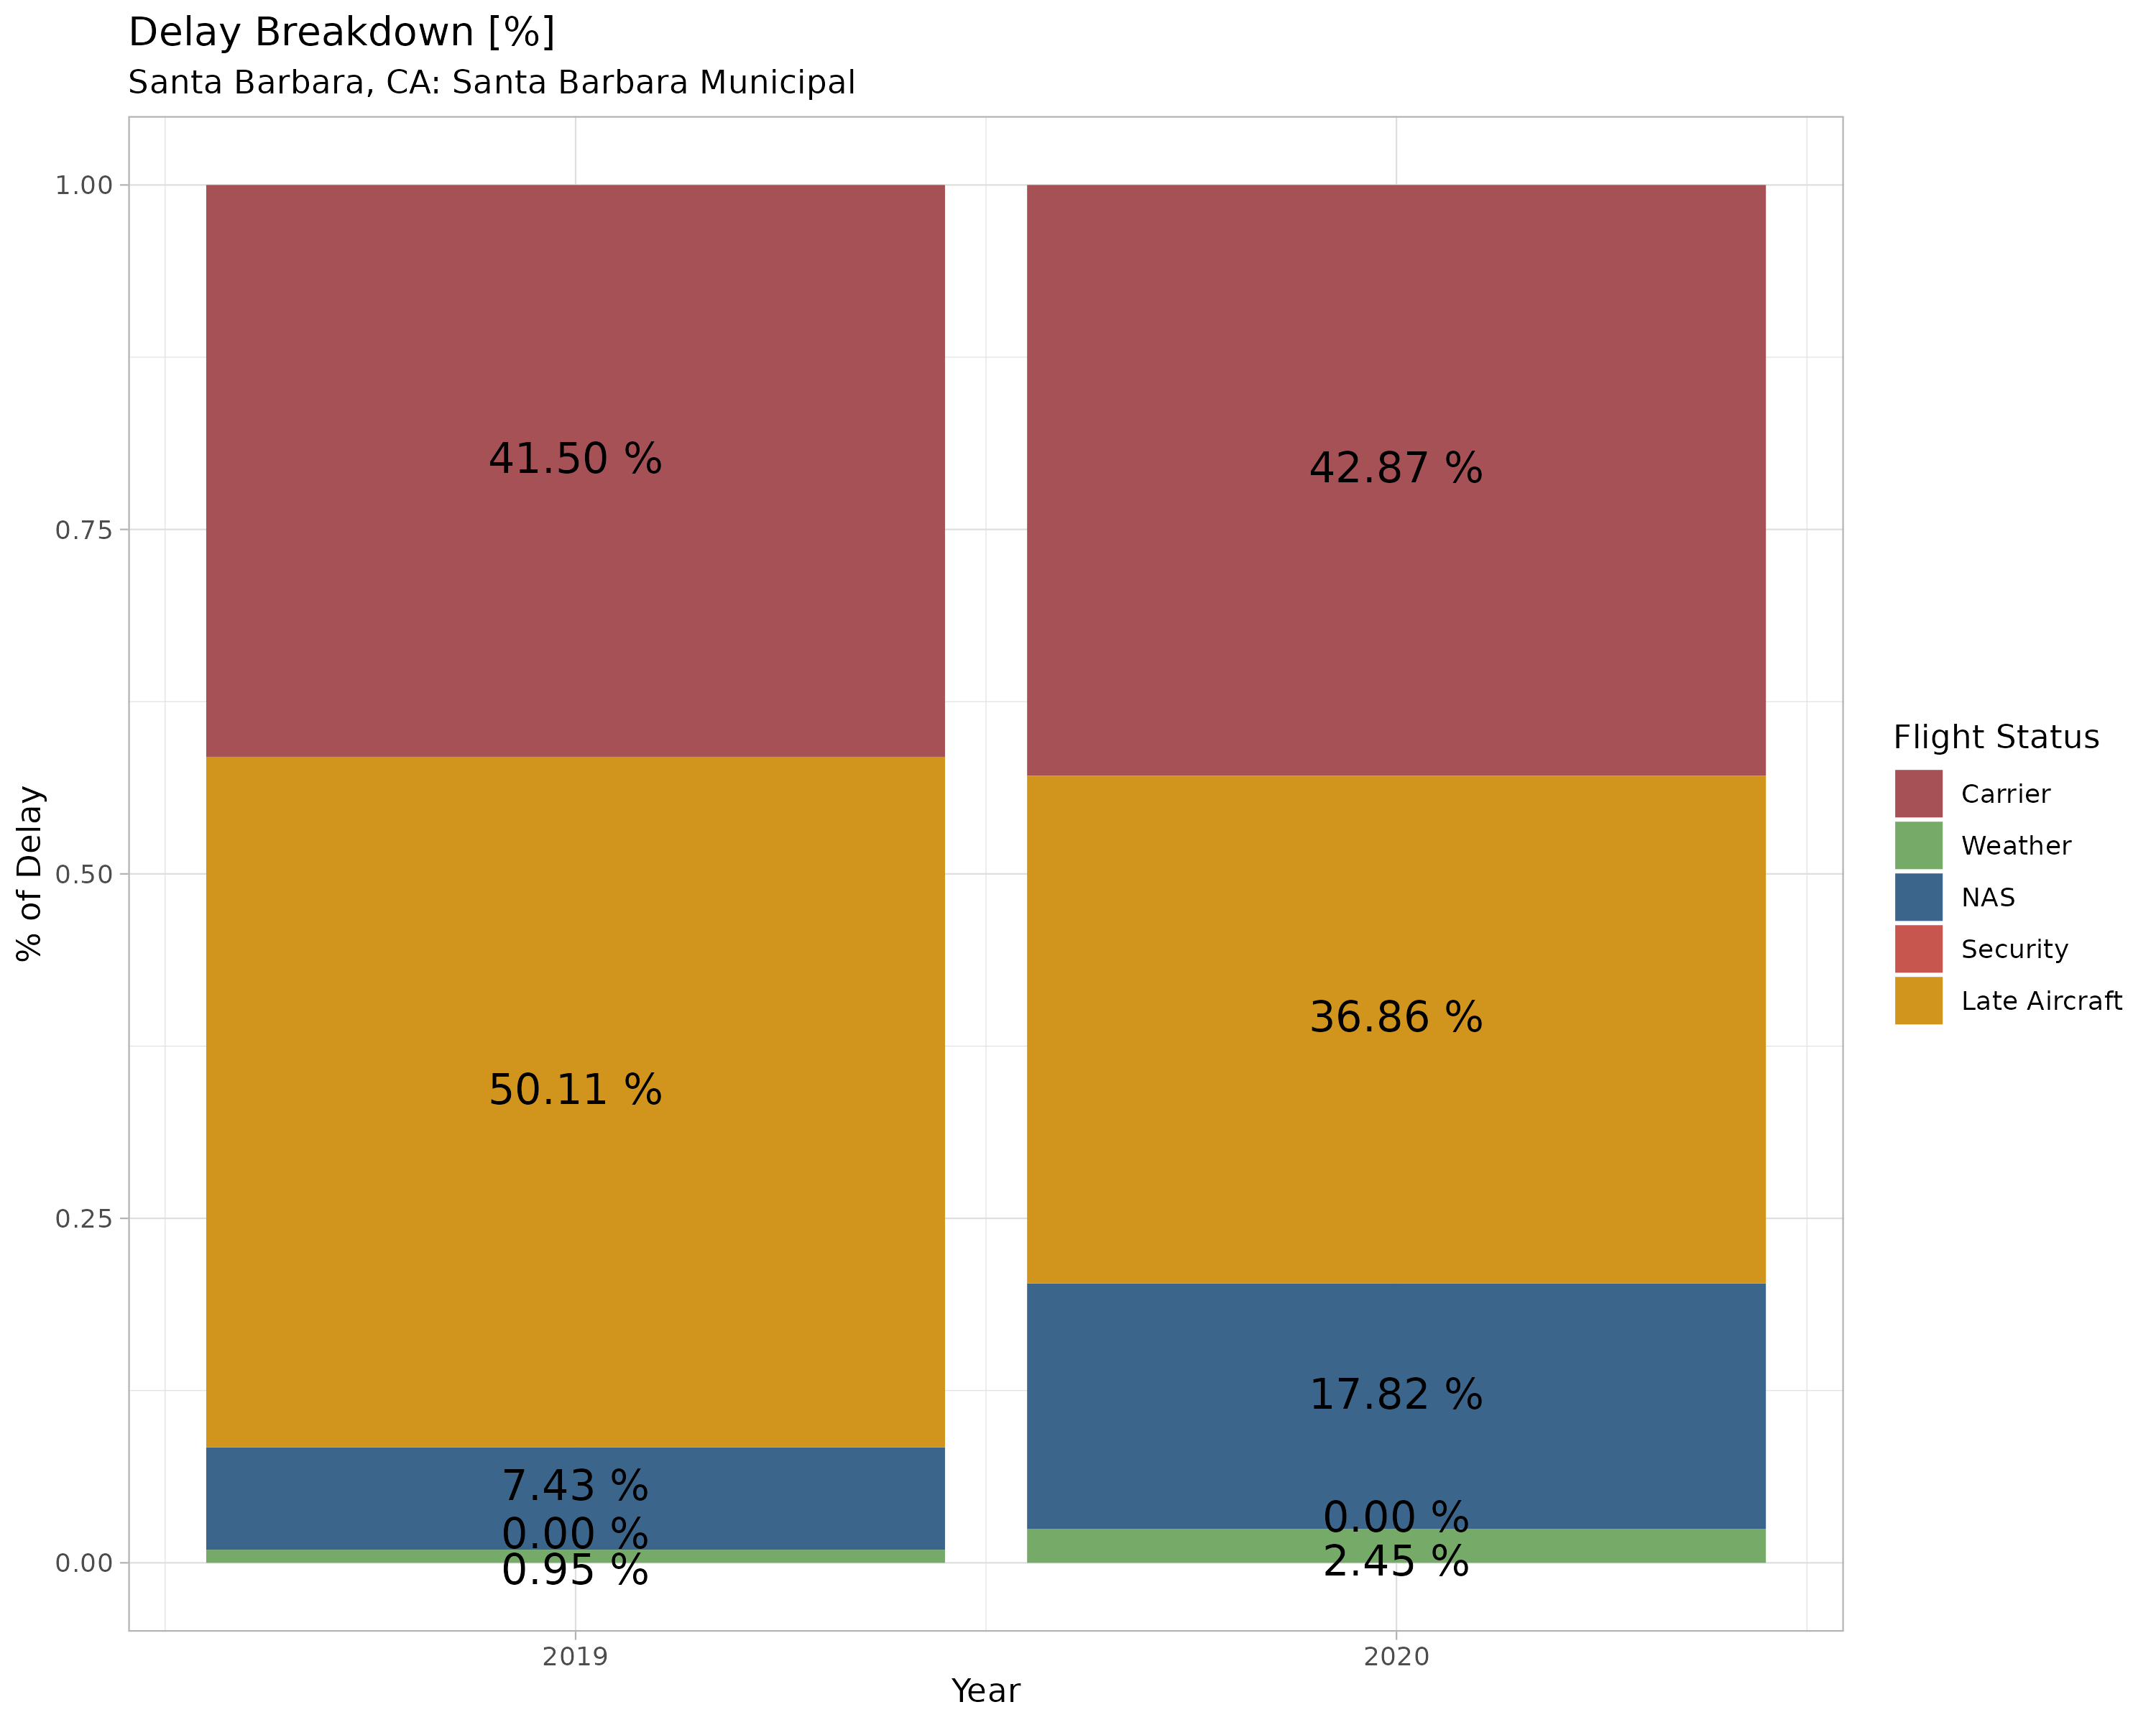 Delay Breakdown [%]
Santa Barbara, CA: Santa Barbara Municipal
% of Delay
1.00
0.75
0.50
0.25
0.00
41.50 %
50.11 %
7.43 %
0.00 %
0.95 %
42.87 %
36.86 %
17.82 %
0.00 %
2.45 %
2019
2020
Year
Flight Status
Carrier
Weather
NAS
Security
Late Aircraft